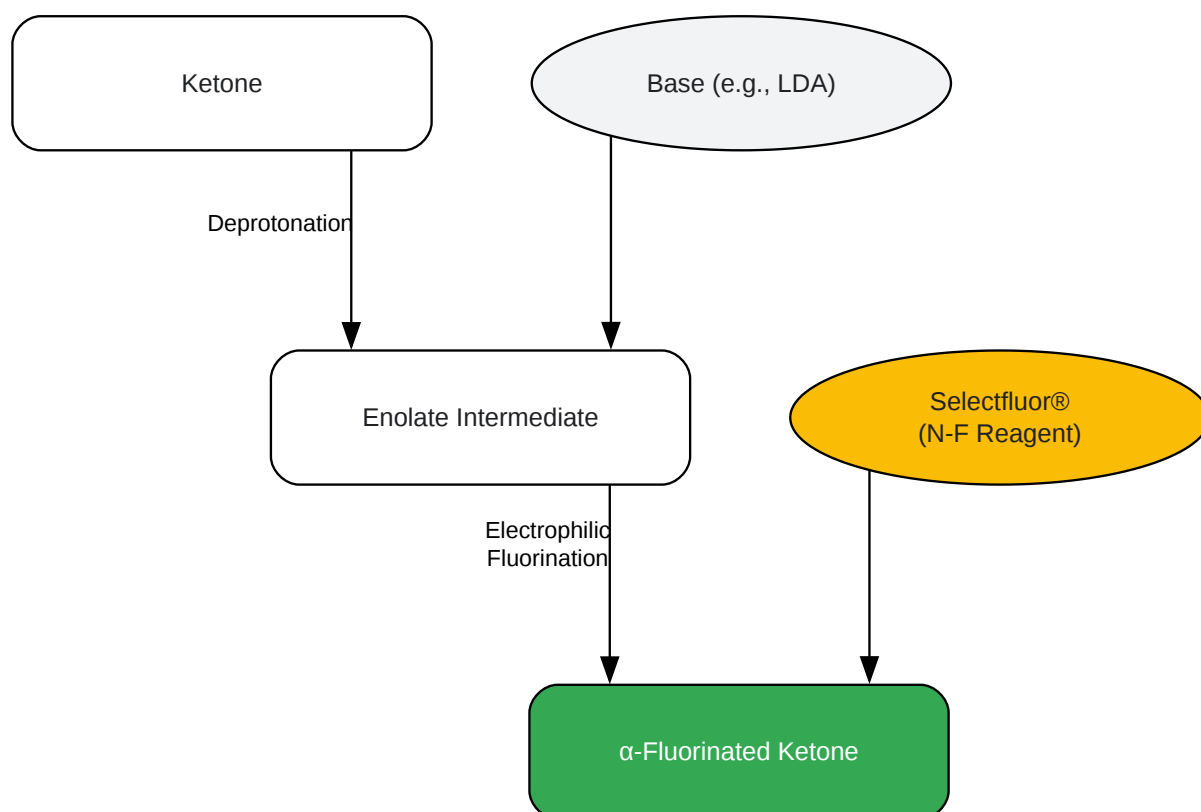 Ketone
Base (e.g., LDA)
Deprotonation
Enolate Intermediate
Selectfluor®
(N-F Reagent)
Electrophilic
Fluorination
α-Fluorinated Ketone